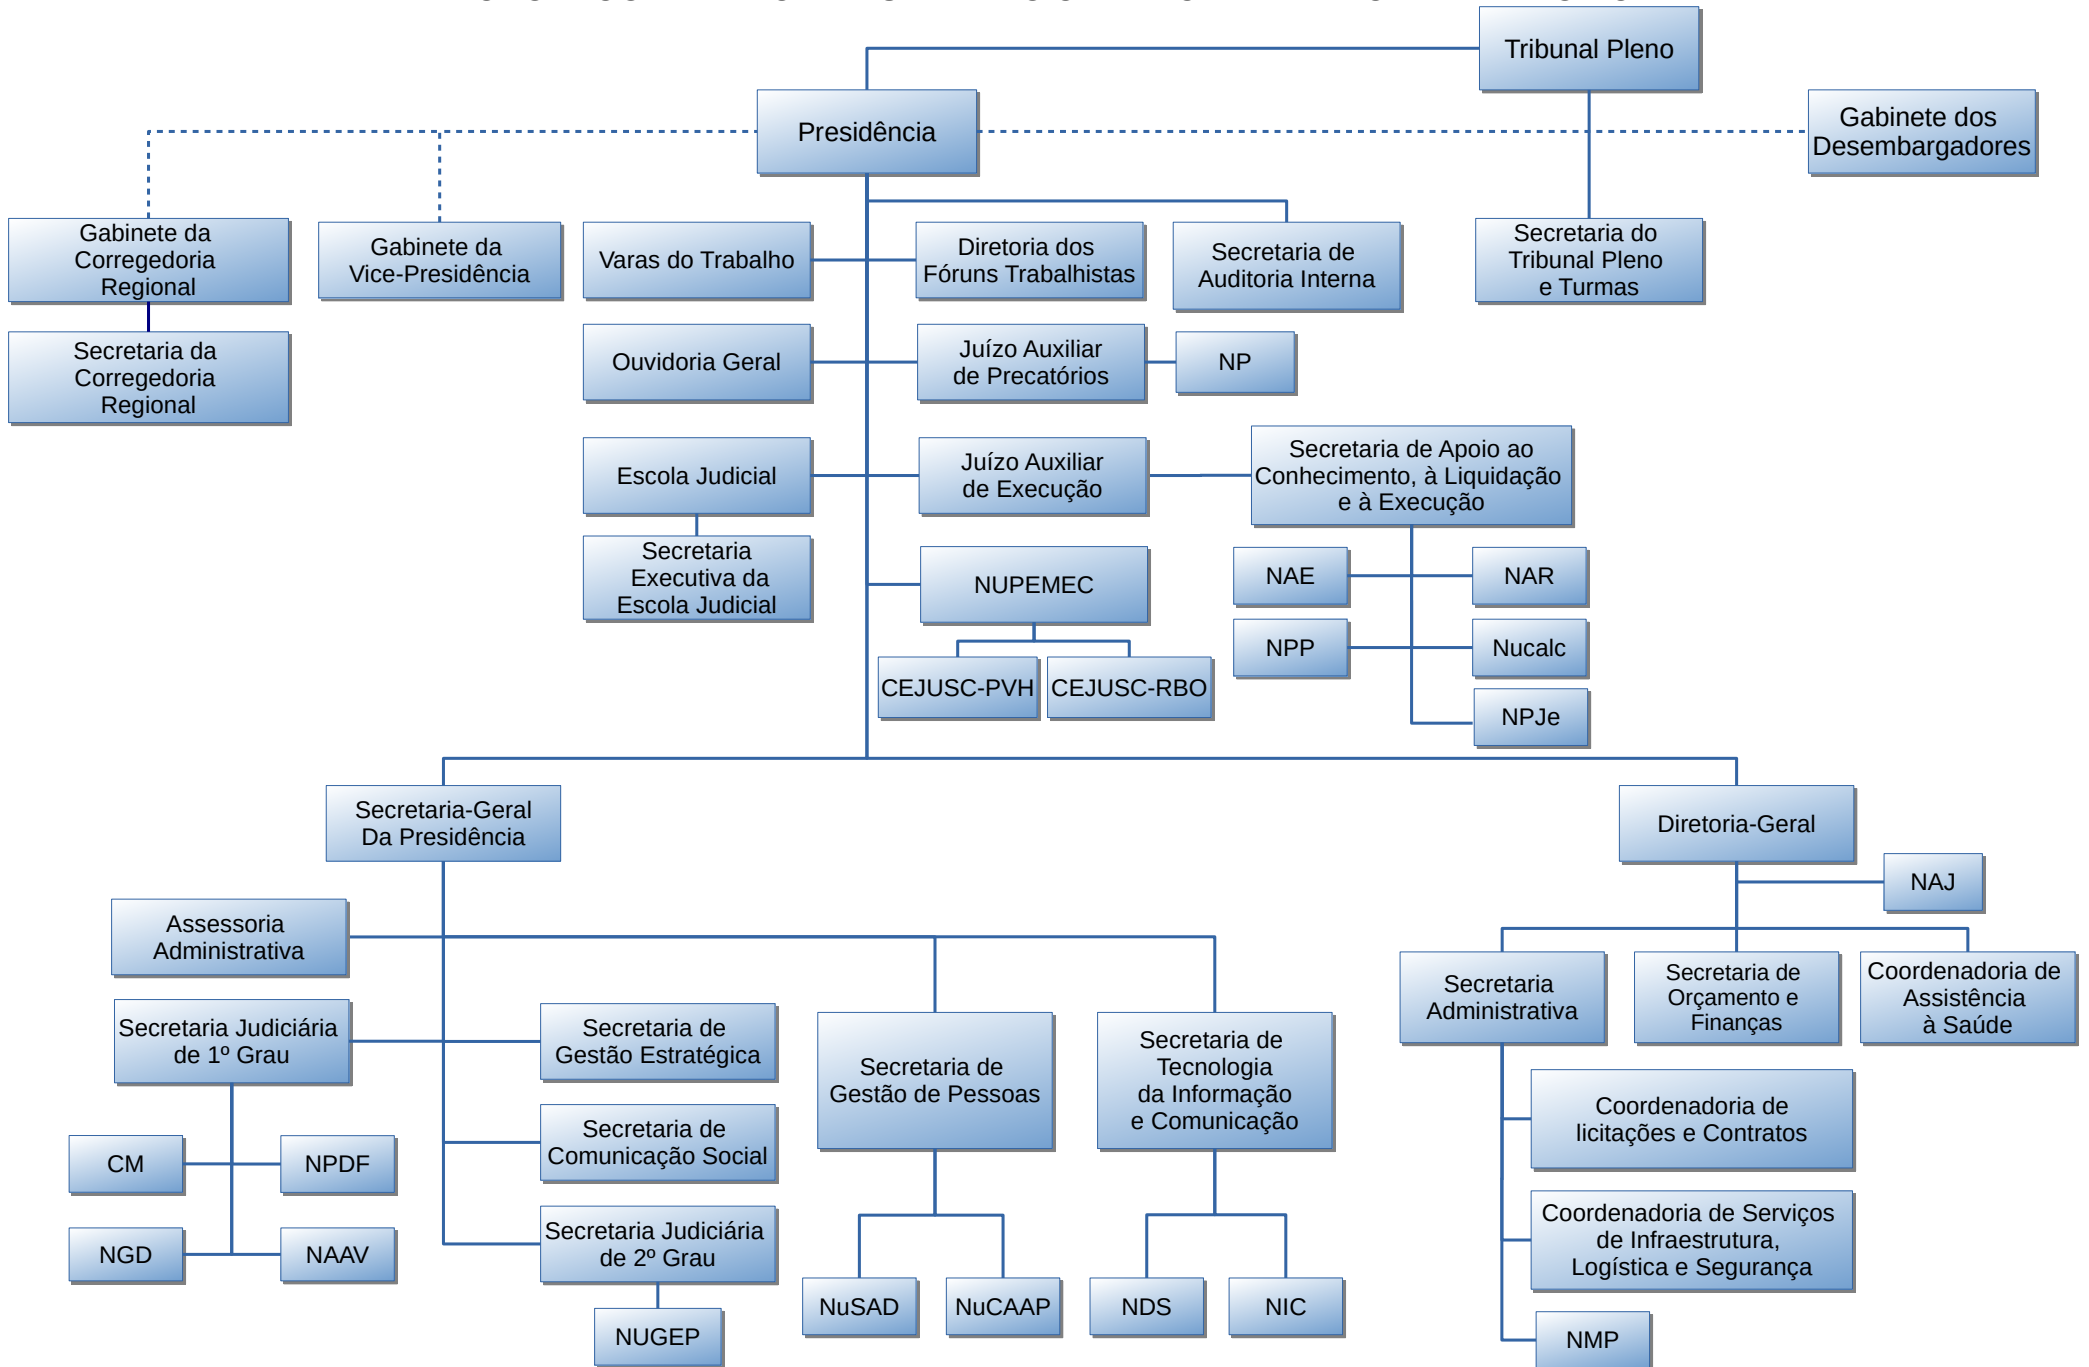 Tribunal Pleno
Presidência
Gabinete dos
Desembargadores
Gabinete da
Corregedoria
Regional
Gabinete da
Vice-Presidência
Varas do Trabalho
Diretoria dos
Fóruns Trabalhistas
Secretaria de
Auditoria Interna
Secretaria do
Tribunal Pleno
e Turmas
Secretaria da
Corregedoria
Regional
Ouvidoria Geral
Juízo Auxiliar
de Precatórios
NP
Escola Judicial
Juízo Auxiliar
de Execução
Secretaria de Apoio ao
Conhecimento, à Liquidação
e à Execução
Secretaria
Executiva da
Escola Judicial
NUPEMEC
NAE
NAR
NPP
Nucalc
CEJUSC-PVH
CEJUSC-RBO
NPJe
Secretaria-Geral
Da Presidência
Diretoria-Geral
NAJ
Assessoria
Administrativa
Secretaria
Administrativa
Secretaria de
Orçamento e
Finanças
Coordenadoria de
Assistência
à Saúde
Secretaria Judiciária
de 1º Grau
Secretaria de
Gestão Estratégica
Secretaria de
Gestão de Pessoas
Secretaria de
Tecnologia
da Informação
e Comunicação
Coordenadoria de
licitações e Contratos
CM
NPDF
Secretaria de
Comunicação Social
NGD
NAAV
Secretaria Judiciária
de 2º Grau
Coordenadoria de Serviços
de Infraestrutura,
Logística e Segurança
NuSAD
NuCAAP
NDS
NIC
NUGEP
NMP